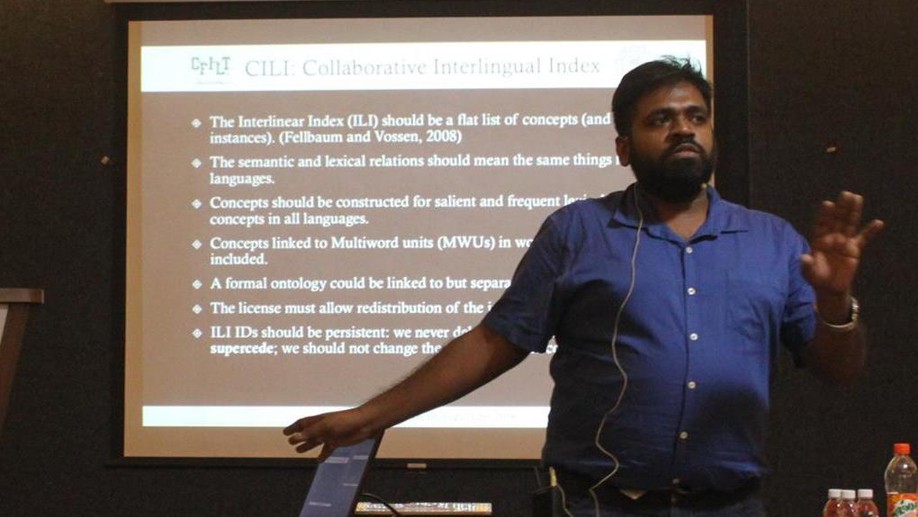 CFILT CILI: Collaborative Interlingual Index
The Interlinear Index (ILI) should be a flat list of concepts (and
instances). (Fellbaum and Vossen, 2008)
The semantic and lexical relations should mean the same things
languages.
Concepts should be constructed for salient and frequent
concepts in all languages.
Concepts linked to Multiword units (MWUs) in
included.
A formal ontology could be linked to but
The license must allow redistribution of the
ILI IDs should be persistent: we never
supercede; we should not change the